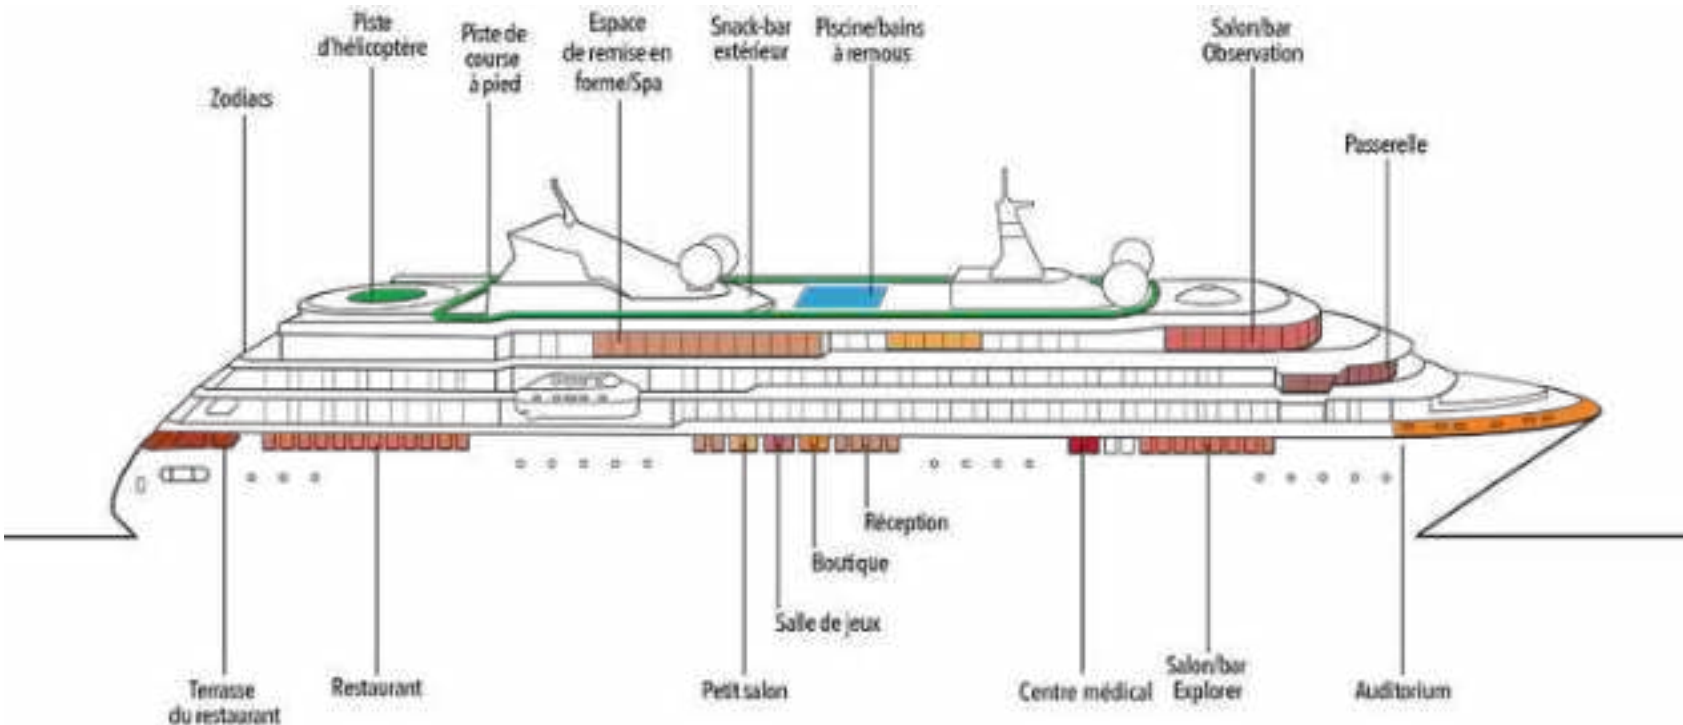 Piste
d'hélicoptère
Piste de
course
à pied
Espace
de remise en
forme/Spa
Snack-bar
extérieur
Piscine/bains
à remous
Salon/bar
Observation
Zodiacs
Passerelle
Réception
Boutique
Salle de jeux
Terrasse
du restaurant
Restaurant
Petit salon
Centre médical
Salon/bar
Explorer
Auditorium